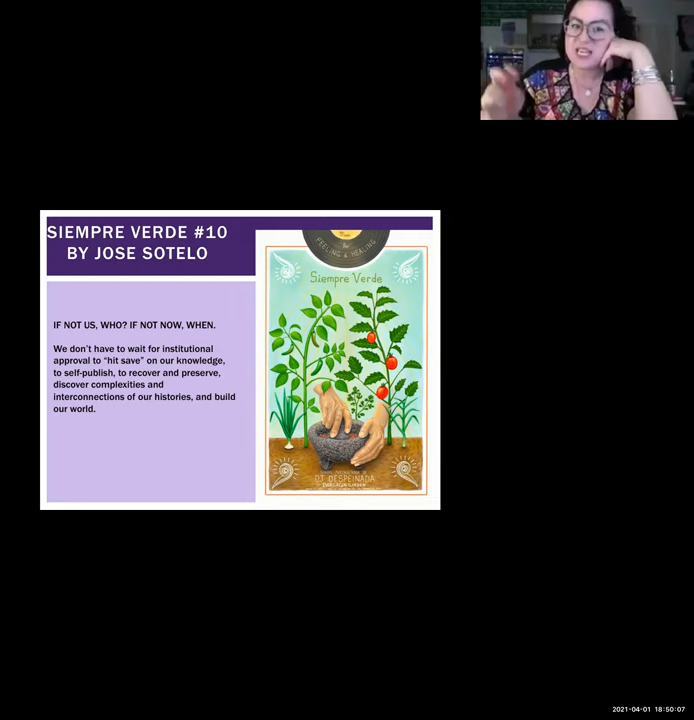 SIEMPRE VERDE #10
BY JOSE SOTELO
IF NOT US, WHO? IF NOT NOW, WHEN.
We don't have to wait for institutional
approval to "hit save" on our knowledge,
to self-publish, to recover and preserve,
discover complexities and
interconnections of our histories, and build
our world.
FEELING & HEALING
Siempre Verde
DJ DESPEINADA
2021-04-01 18:50:07